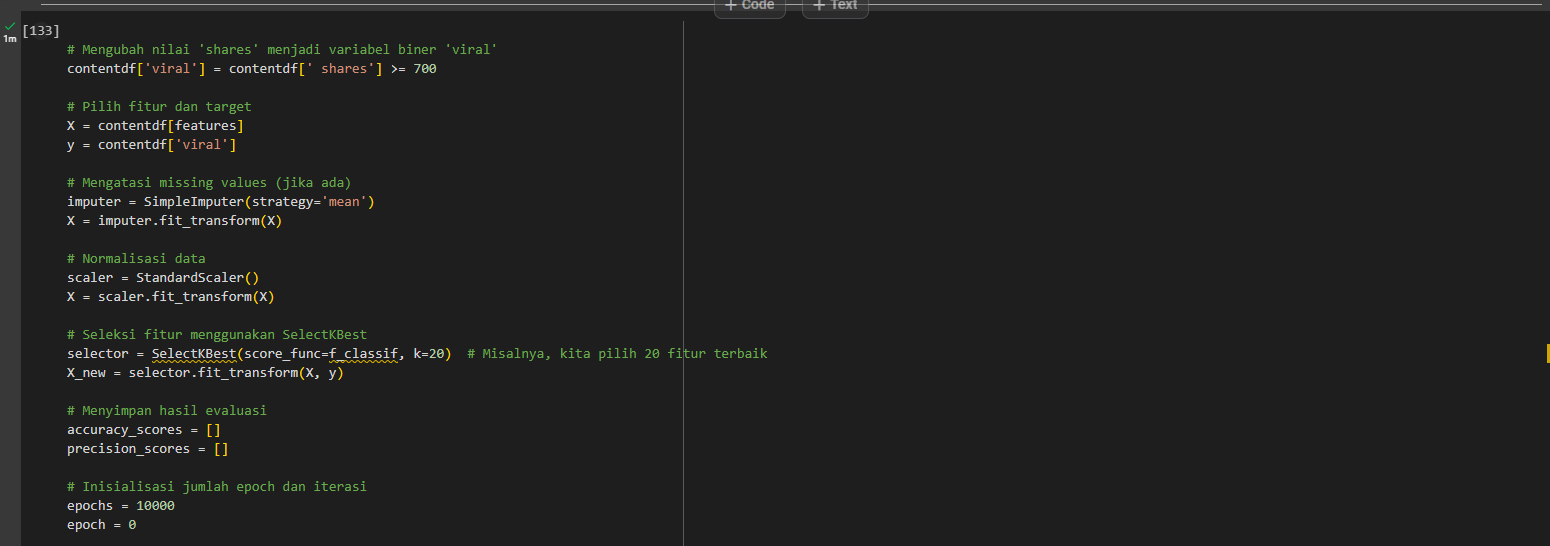 + Code
+ Text
[133]
1m
# Mengubah nilai 'shares' menjadi variabel biner 'viral'
contentdf['viral'] = contentdf[' shares'] >= 700
# Pilih fitur dan target
X = contentdf[features]
y = contentdf['viral']
# Mengatasi missing values (jika ada)
imputer = SimpleImputer(strategy='mean')
X = imputer.fit_transform(X)
# Normalisasi data
scaler = StandardScaler()
X = scaler.fit_transform(X)
# Seleksi fitur menggunakan SelectKBest
selector = SelectKBest(score_func=f_classif, k=20)  # Misalnya, kita pilih 20 fitur terbaik
X_new = selector.fit_transform(X, y)
# Menyimpan hasil evaluasi
accuracy_scores = []
precision_scores = []
# Inisialisasi jumlah epoch dan iterasi
epochs = 10000
epoch = 0